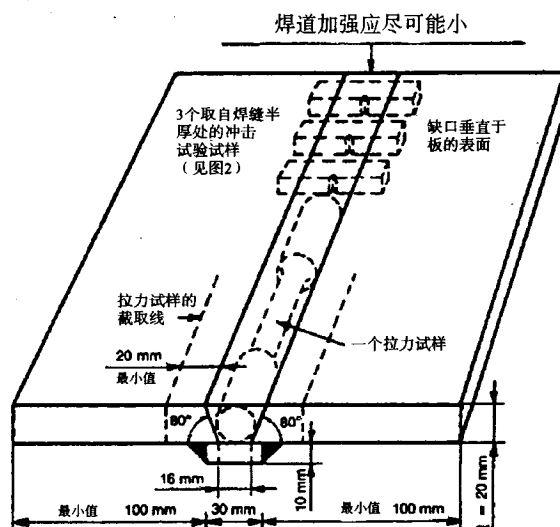 焊道加强应尽可能小
3个取自焊缝半
厚处的冲击
试验试样
(见图2)
缺口垂直于
板的表面
拉力试样的
截取线
一个拉力试样
20 mm
最小值
80°
80°
16 mm
10 mm
= 20 mm
最小值 100 mm
30 mm
最小值 100 mm